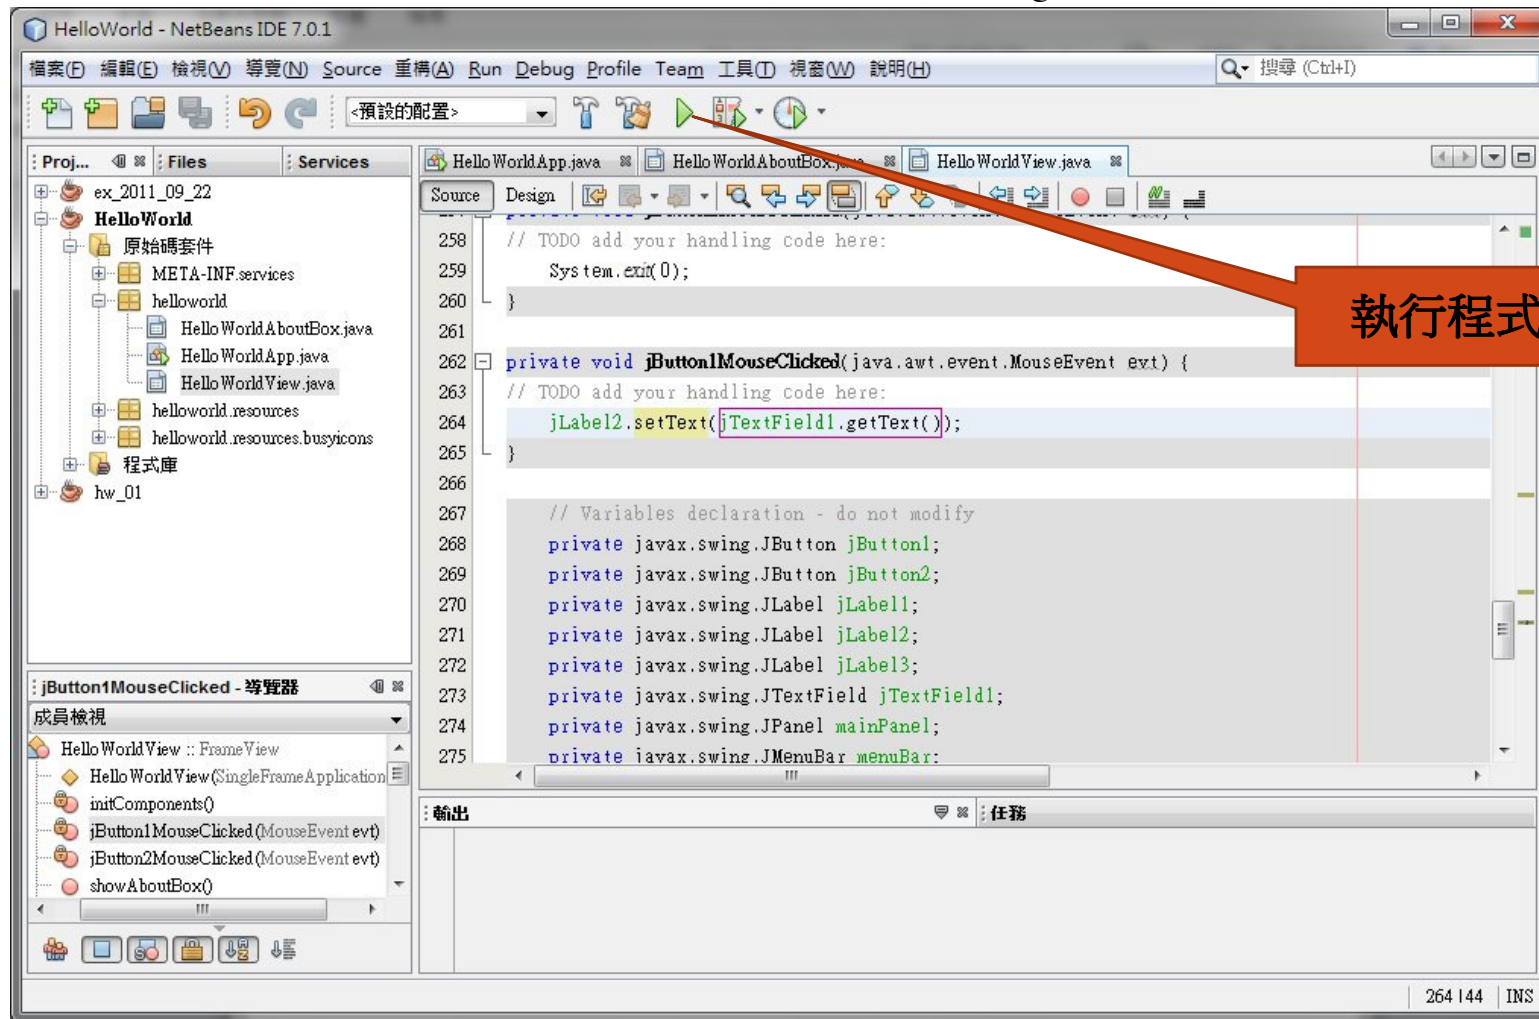 HelloWorld - NetBeans IDE 7.0.1
檔案(F) 編輯(E) 檢視(V) 導覽(N) Source 重構(A) Run Debug Profile Team 工具(T) 視窗(W) 說明(H)
搜尋 (Ctrl+I)
<預設的配置>
Proj... Files Services
ex_2011_09_22
HelloWorld
原始碼套件
META-INF.services
helloworld
HelloWorldAboutBox.java
HelloWorldApp.java
HelloWorldView.java
helloworld.resources
helloworld.resources.busyicons
程式庫
hw_01
HelloWorldApp.java HelloWorldAboutBox.java HelloWorldView.java
Source Design
258 // TODO add your handling code here:
259 System.exit(0);
260 }
261
262 private void jButton1MouseClicked(java.awt.event.MouseEvent evt) {
263 // TODO add your handling code here:
264 jLabel2.setText(jTextField1.getText());
265 }
266
267 // Variables declaration - do not modify
268 private javax.swing.JButton jButton1;
269 private javax.swing.JButton jButton2;
270 private javax.swing.JLabel jLabel1;
271 private javax.swing.JLabel jLabel2;
272 private javax.swing.JLabel jLabel3;
273 private javax.swing.JTextField jTextField1;
274 private javax.swing.JPanel mainPanel;
275 private javax.swing.JMenuBar menuBar;
執行程式
jButton1MouseClicked - 導覽器
成員檢視
HelloWorldView :: FrameView
HelloWorldView(SingleFrameApplication
initComponents()
jButton1MouseClicked(MouseEvent evt)
jButton2MouseClicked(MouseEvent evt)
showAboutBox()
輸出
任務
264|44 INS